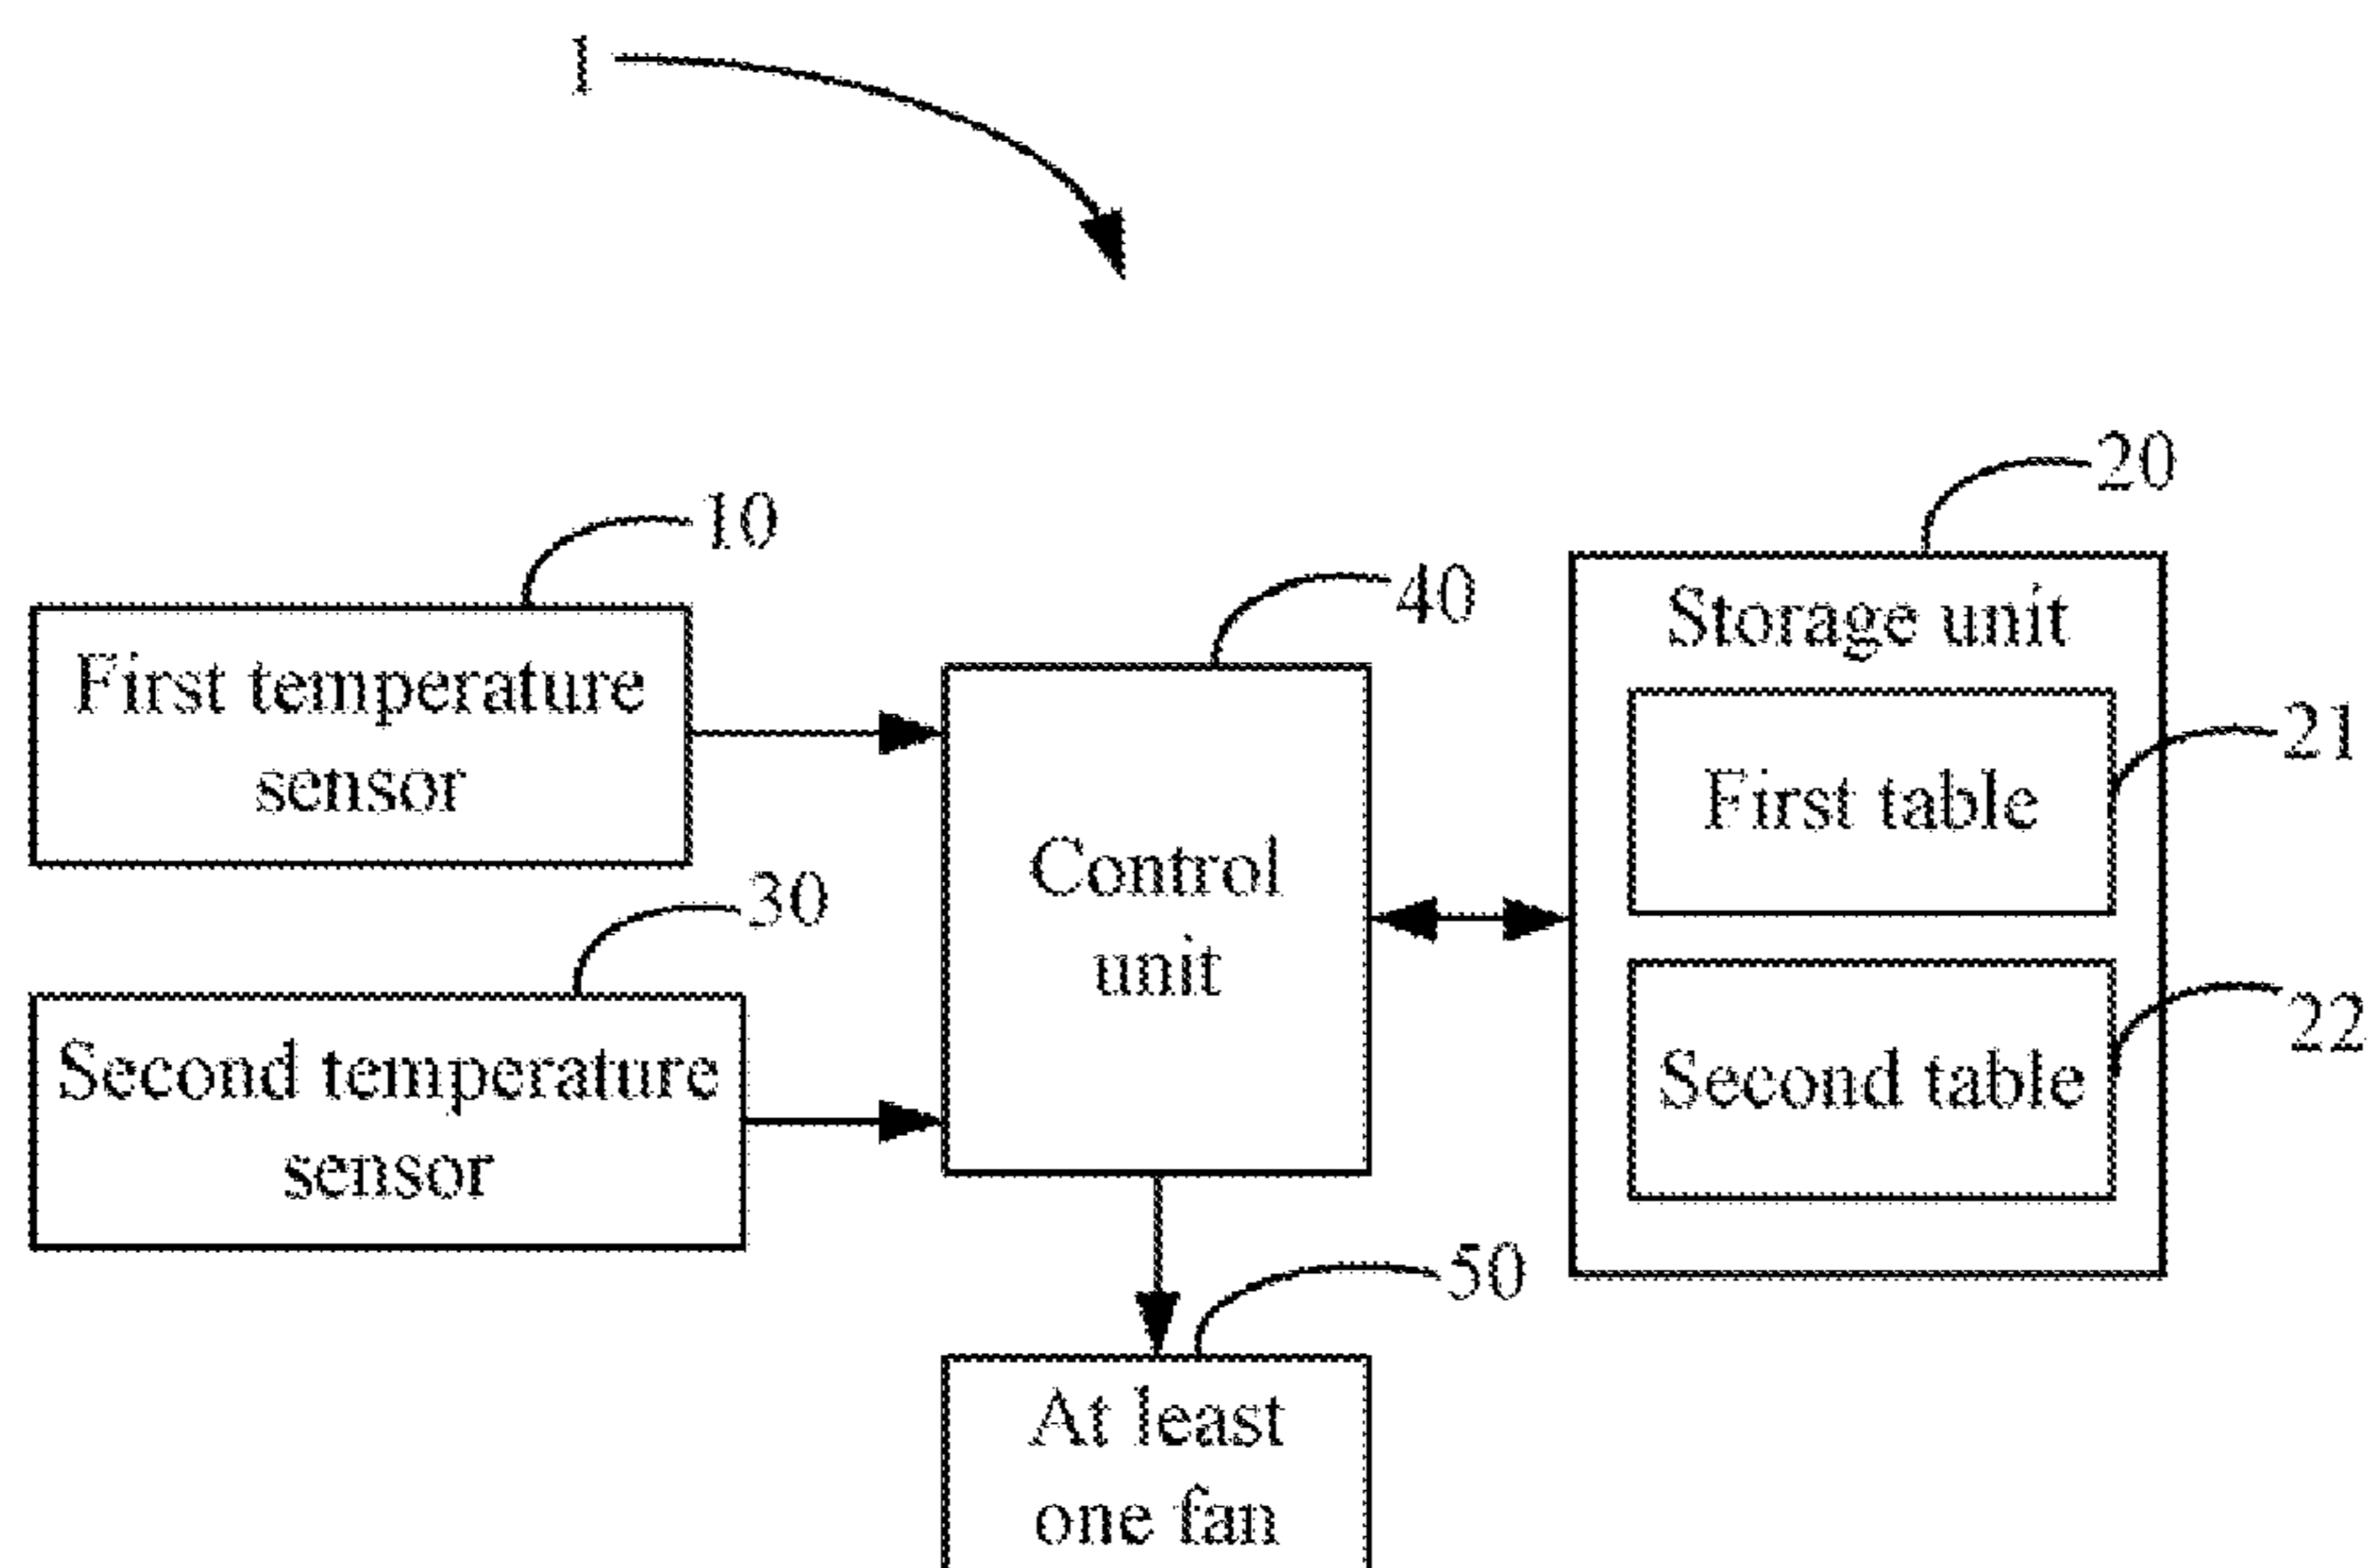 1
10
First temperature
sensor
30
Second temperature
sensor
40
Control
unit
20
Storage unit
21
First table
22
Second table
50
At least
one fan